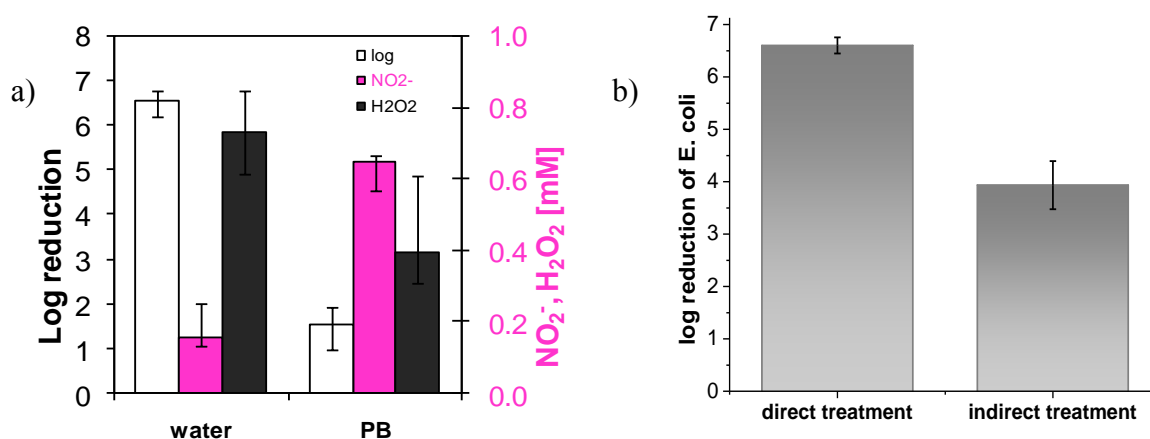 a)
Log reduction
8
7
6
5
4
3
2
1
0
log
NO2-
H2O2
1.0
0.8
0.6
0.4
0.2
0.0
NO₂⁻, H₂O₂ [mM]
water PB
b)
log reduction of E. coli
7
6
5
4
3
2
1
0
direct treatment indirect treatment